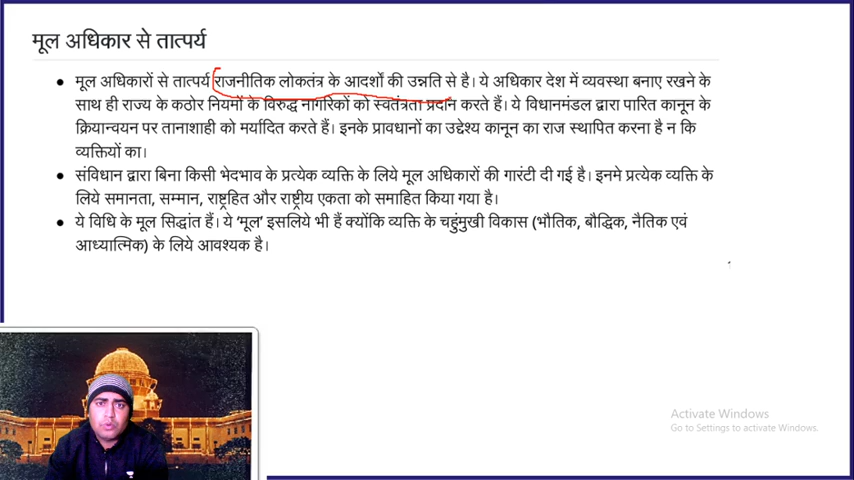 मूल अधिकार से तात्पर्य
मूल अधिकारों से तात्पर्य राजनीतिक लोकतंत्र के आदर्शों की उन्नति से है। ये अधिकार देश में व्यवस्था बनाए रखने के
साथ ही राज्य के कठोर नियमों के विरुद्ध नागरिकों को स्वतंत्रता प्रदान करते हैं। ये विधानमंडल द्वारा पारित कानून के
क्रियान्वयन पर तानाशाही को मर्यादित करते हैं। इनके प्रावधानों का उद्देश्य कानून का राज स्थापित करना है न कि
व्यक्तियों का।
संविधान द्वारा बिना किसी भेदभाव के प्रत्येक व्यक्ति के लिये मूल अधिकारों की गारंटी दी गई है। इनमे प्रत्येक व्यक्ति के
लिये समानता, सम्मान, राष्ट्रहित और राष्ट्रीय एकता को समाहित किया गया है।
ये विधि के मूल सिद्धांत हैं। ये ‘मूल’ इसलिये भी हैं क्योंकि व्यक्ति के चहुंमुखी विकास (भौतिक, बौद्धिक, नैतिक एवं
आध्यात्मिक) के लिये आवश्यक है।
Activate Windows
Go to Settings to activate Windows.